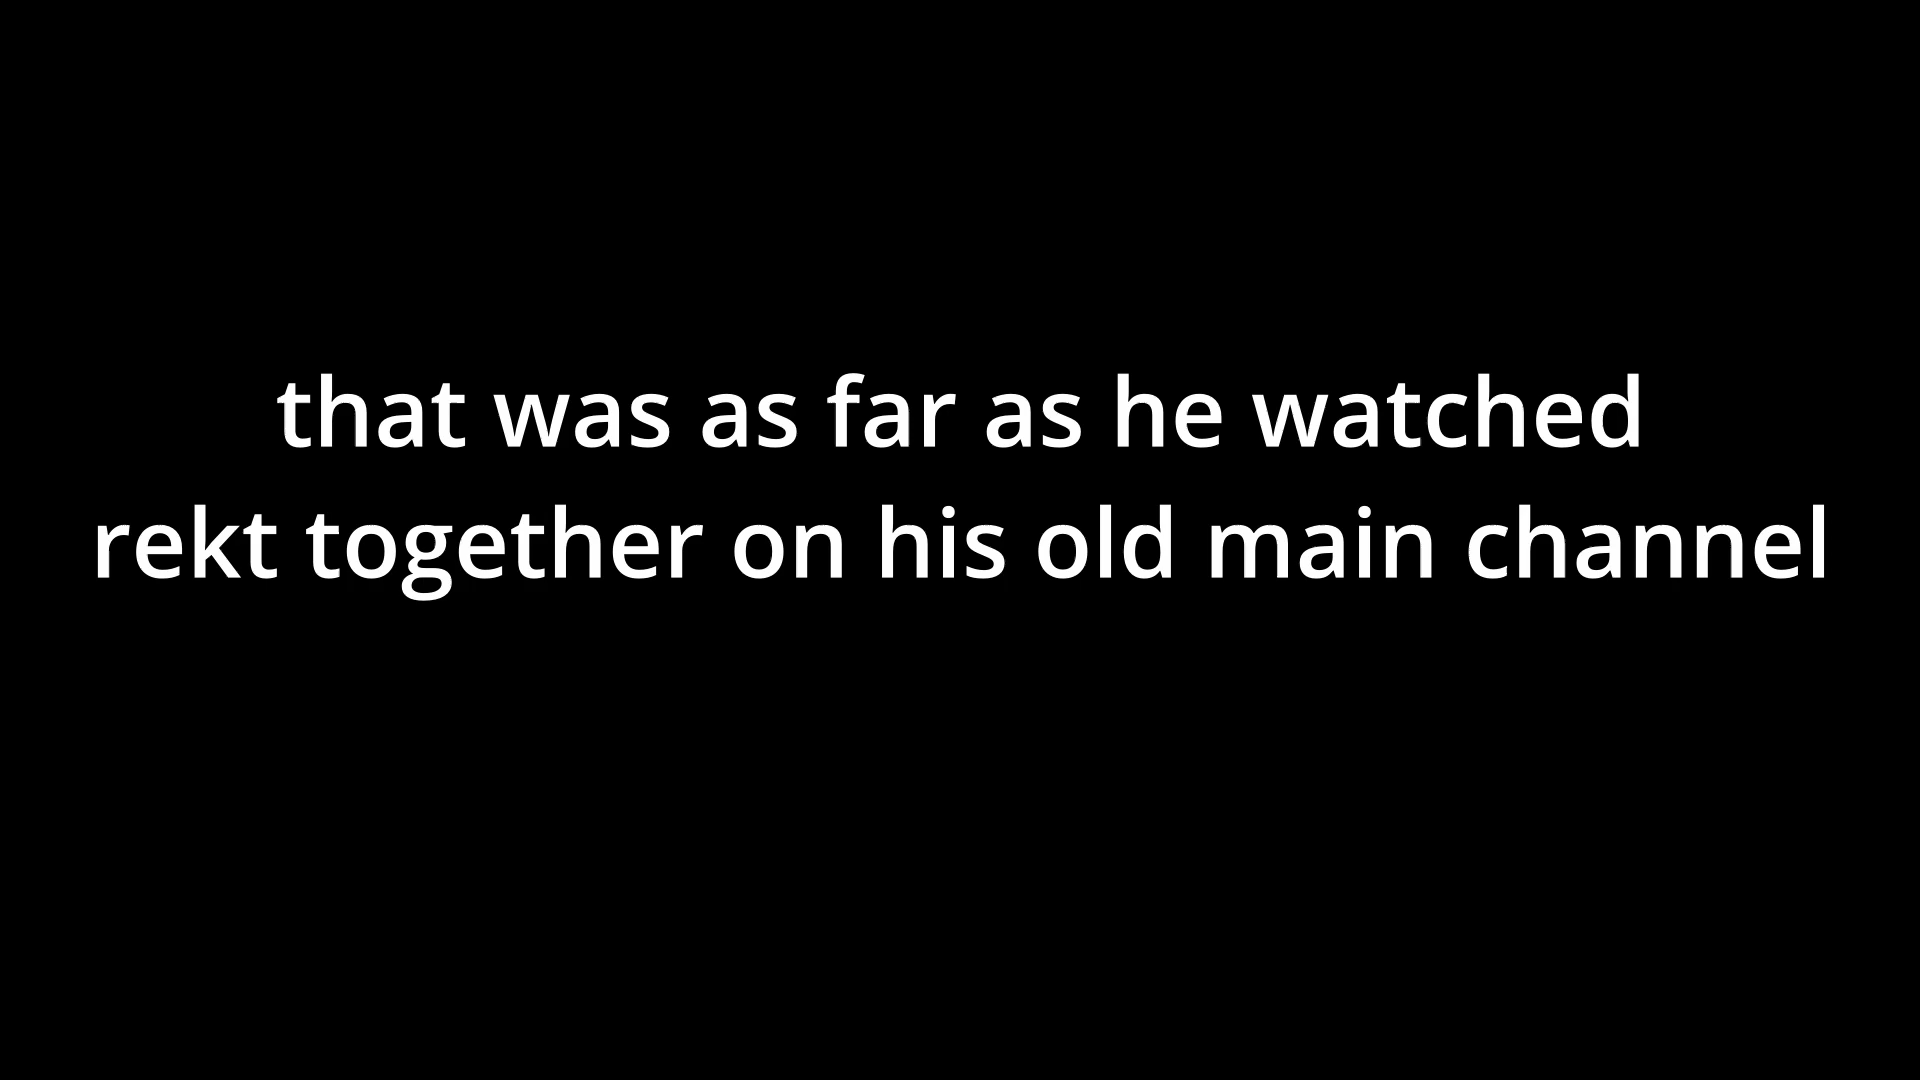 that was as far as he watched
rekt together on his old main channel